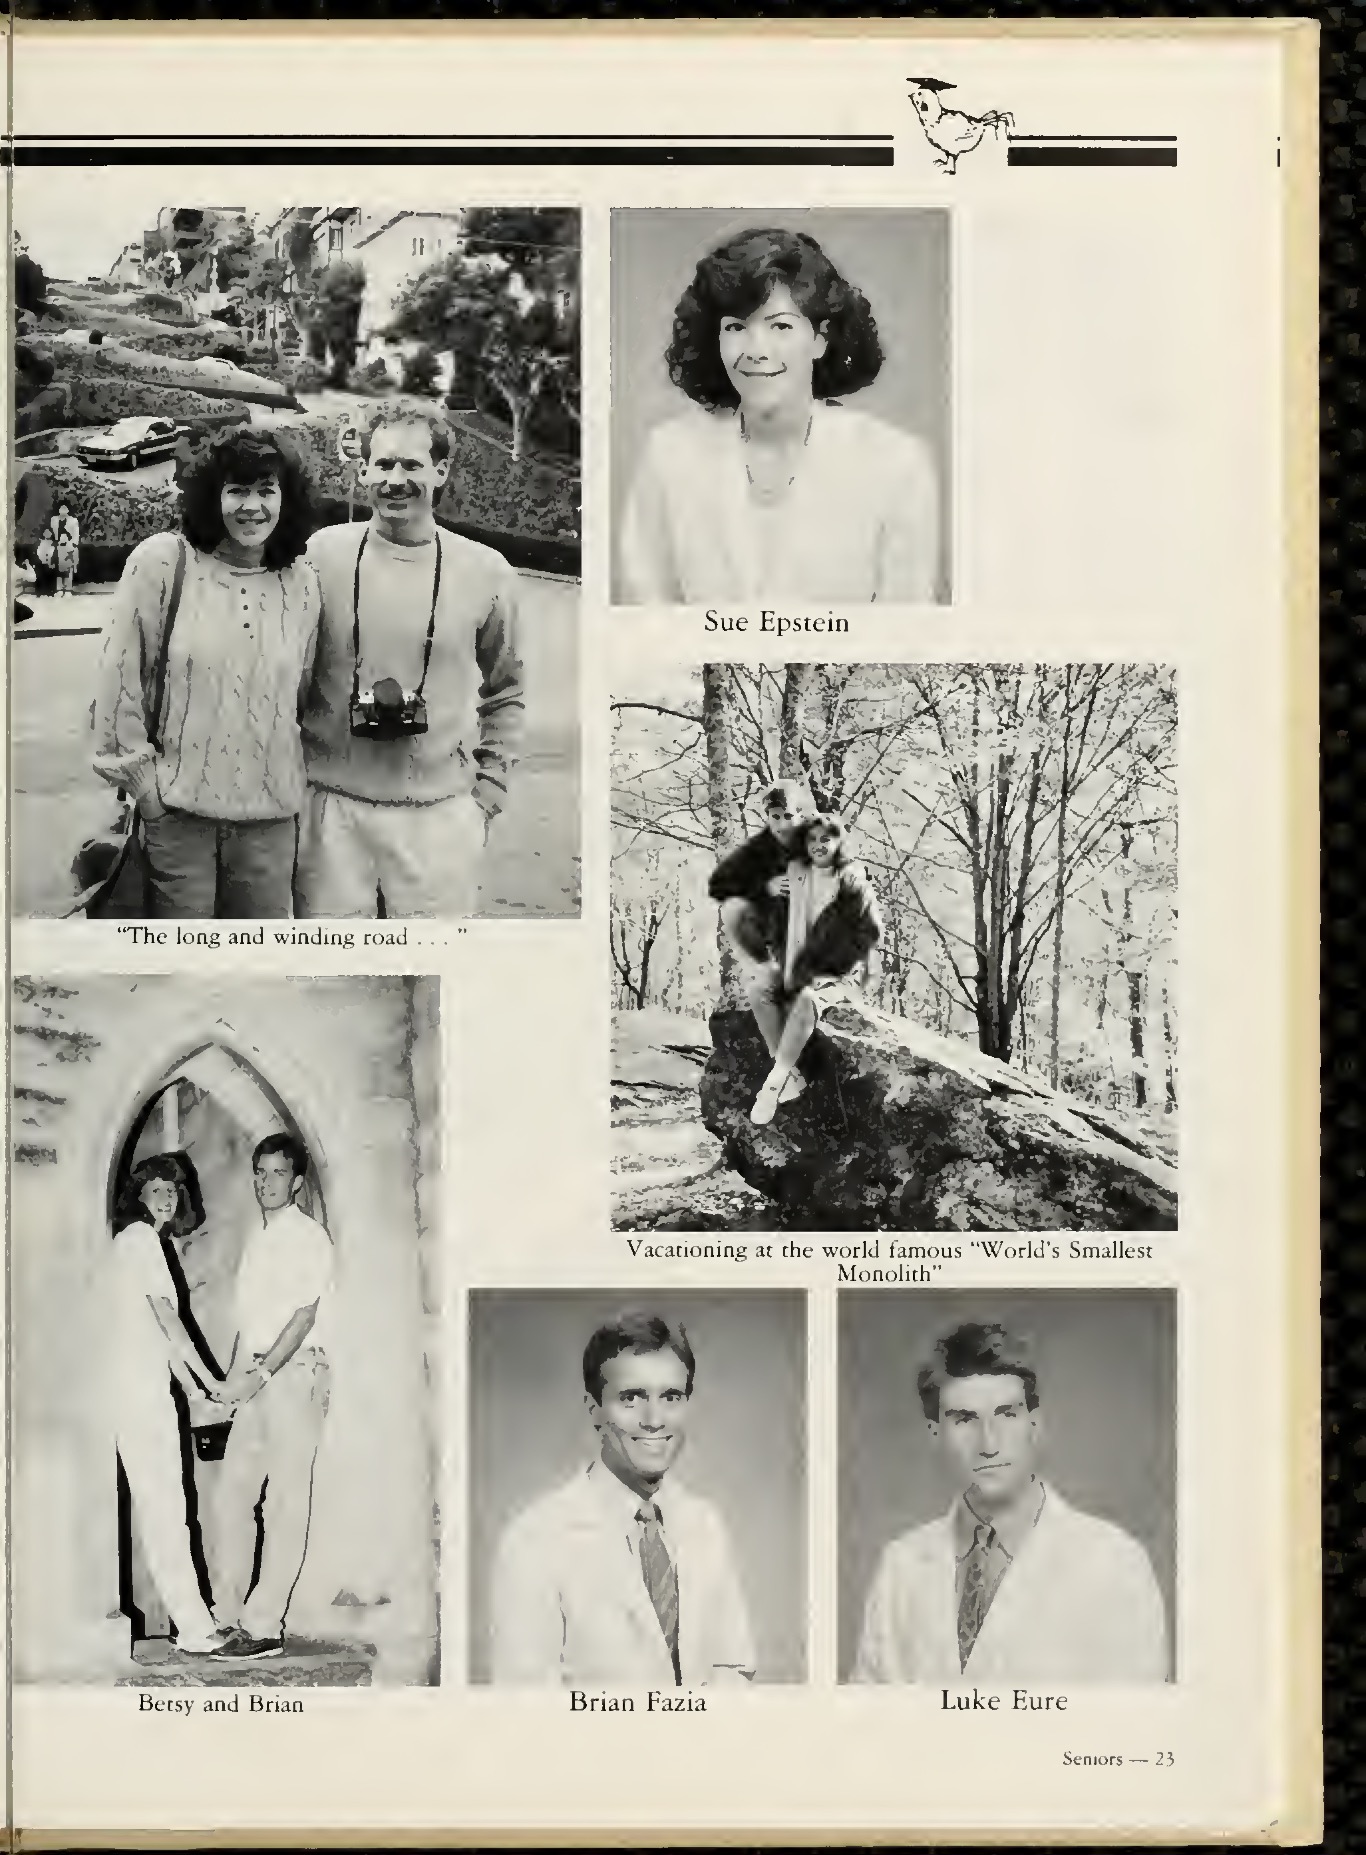 Sue Epstein
"The long and winding road . . . "
Vacationing at the world famous "World's Smallest
Monolith"
Betsy and Brian
Brian Fazia
Luke Eure
Seniors — 23